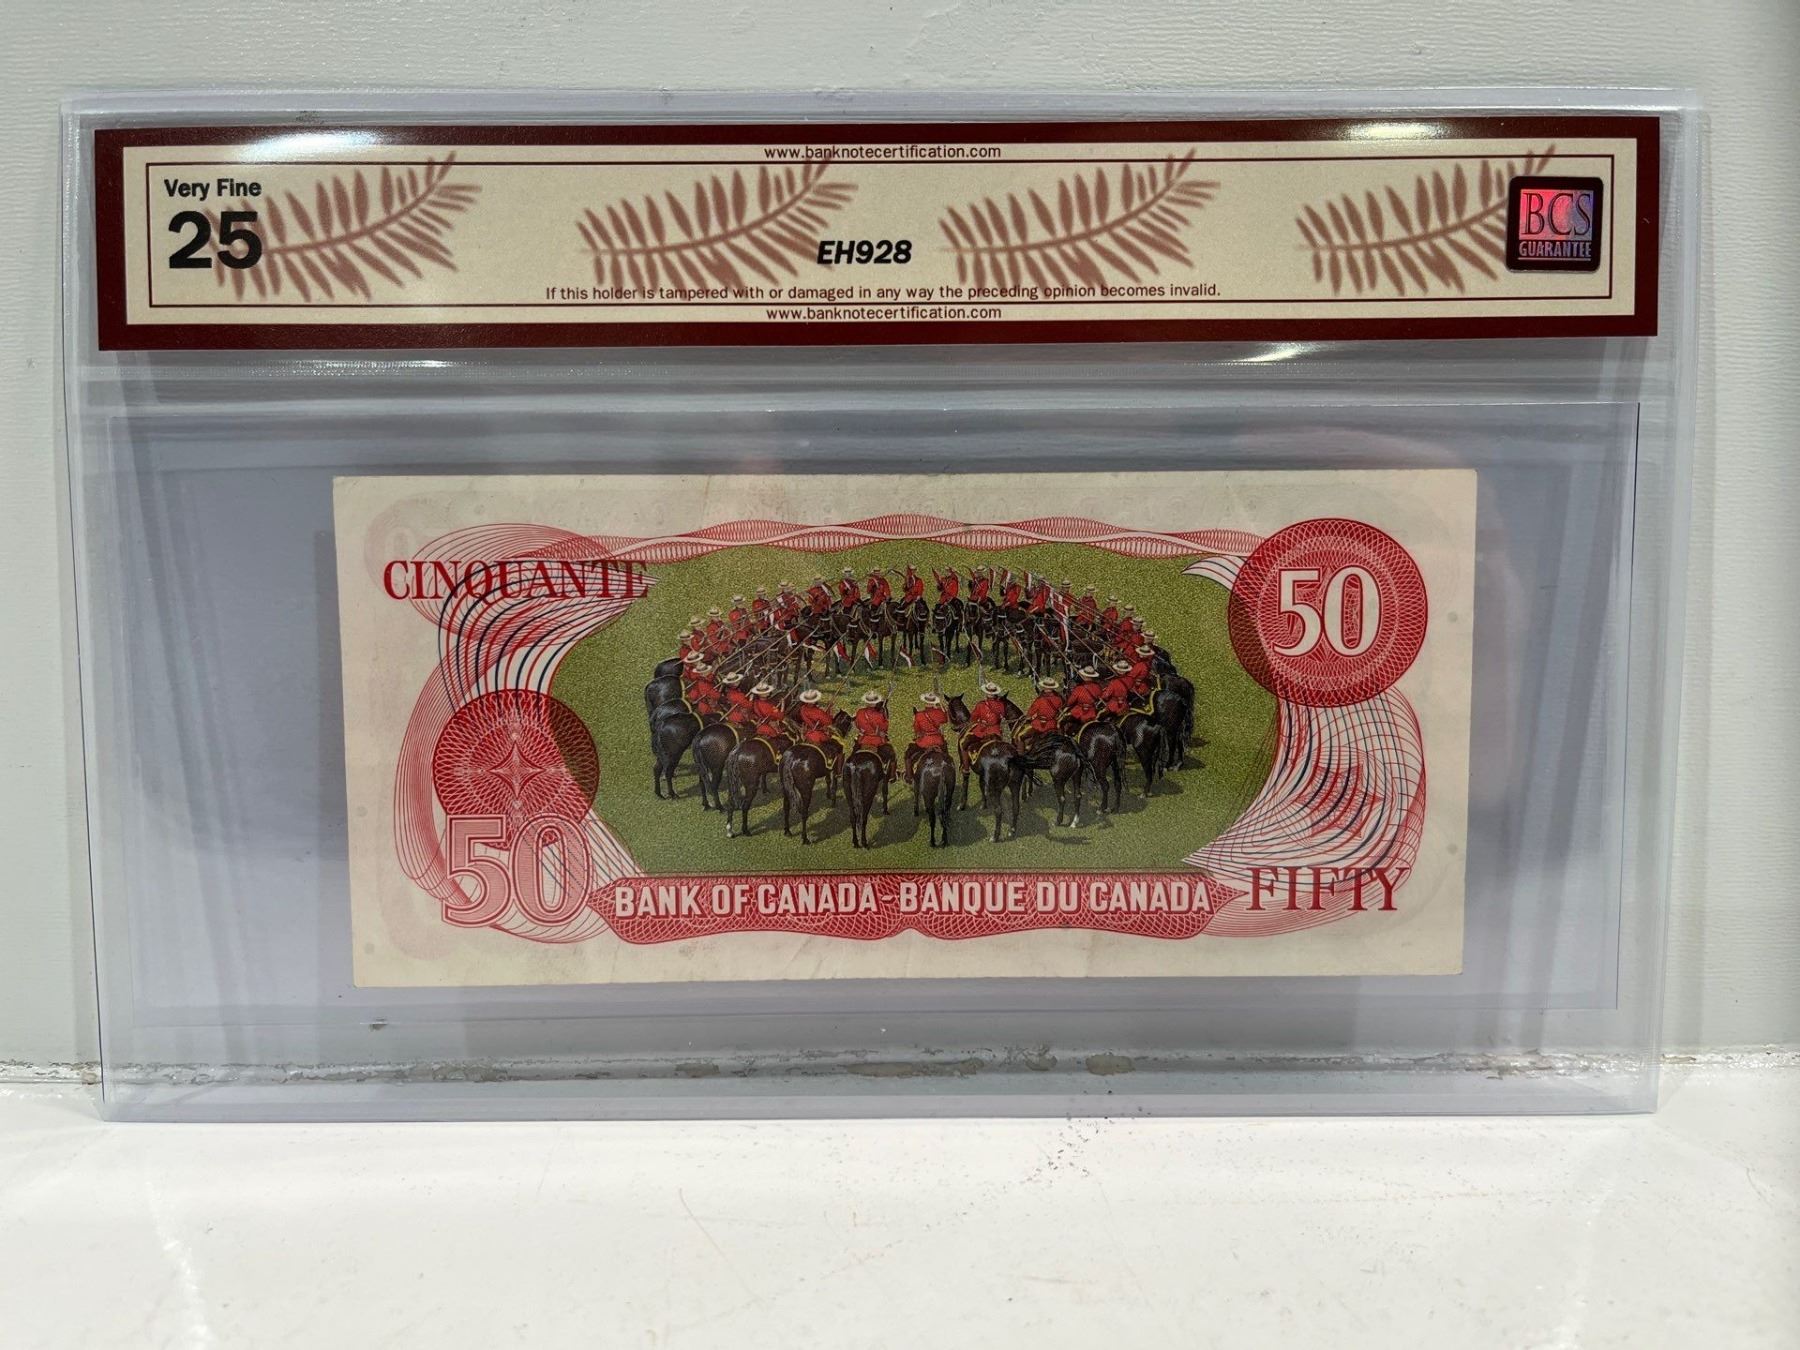 www.banknotecertification.com
Very Fine
25
EH928
BCS
GUARANTEE
If this holder is tampered with or damaged in any way the preceding opinion becomes invalid.
www.banknotecertification.com
CINQUANTE
50
50
BANK OF CANADA - BANQUE DU CANADA
FIFTY